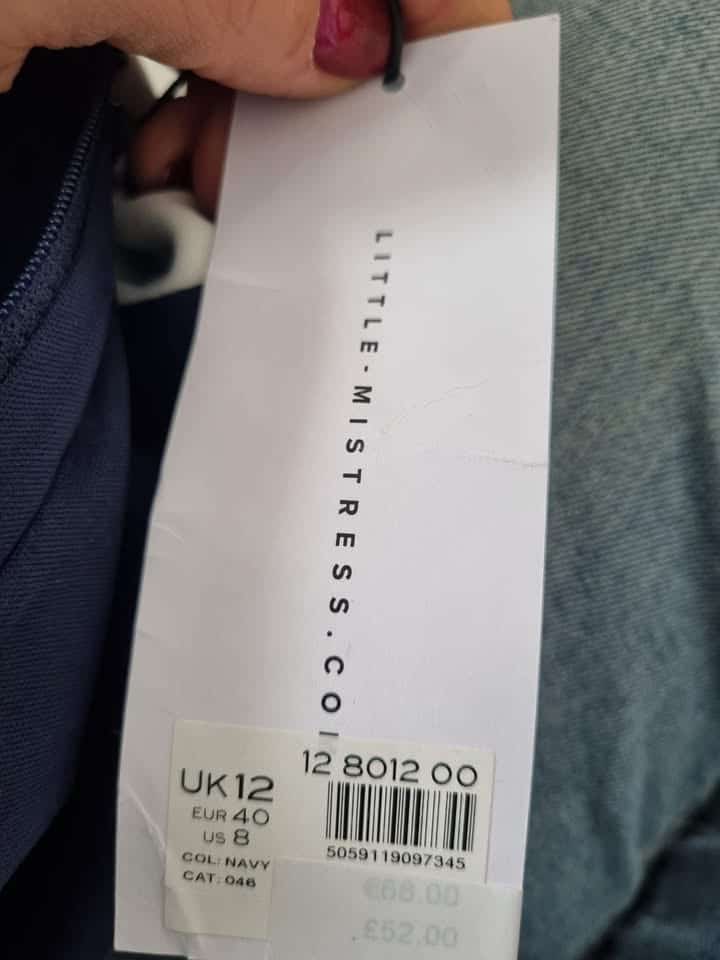 LITTLE-MISTRESS.CO
12 8012 00
UK12
EUR 40
US 8
COL: NAVY
CAT: 046
5059119097345
€68.00
£52.00